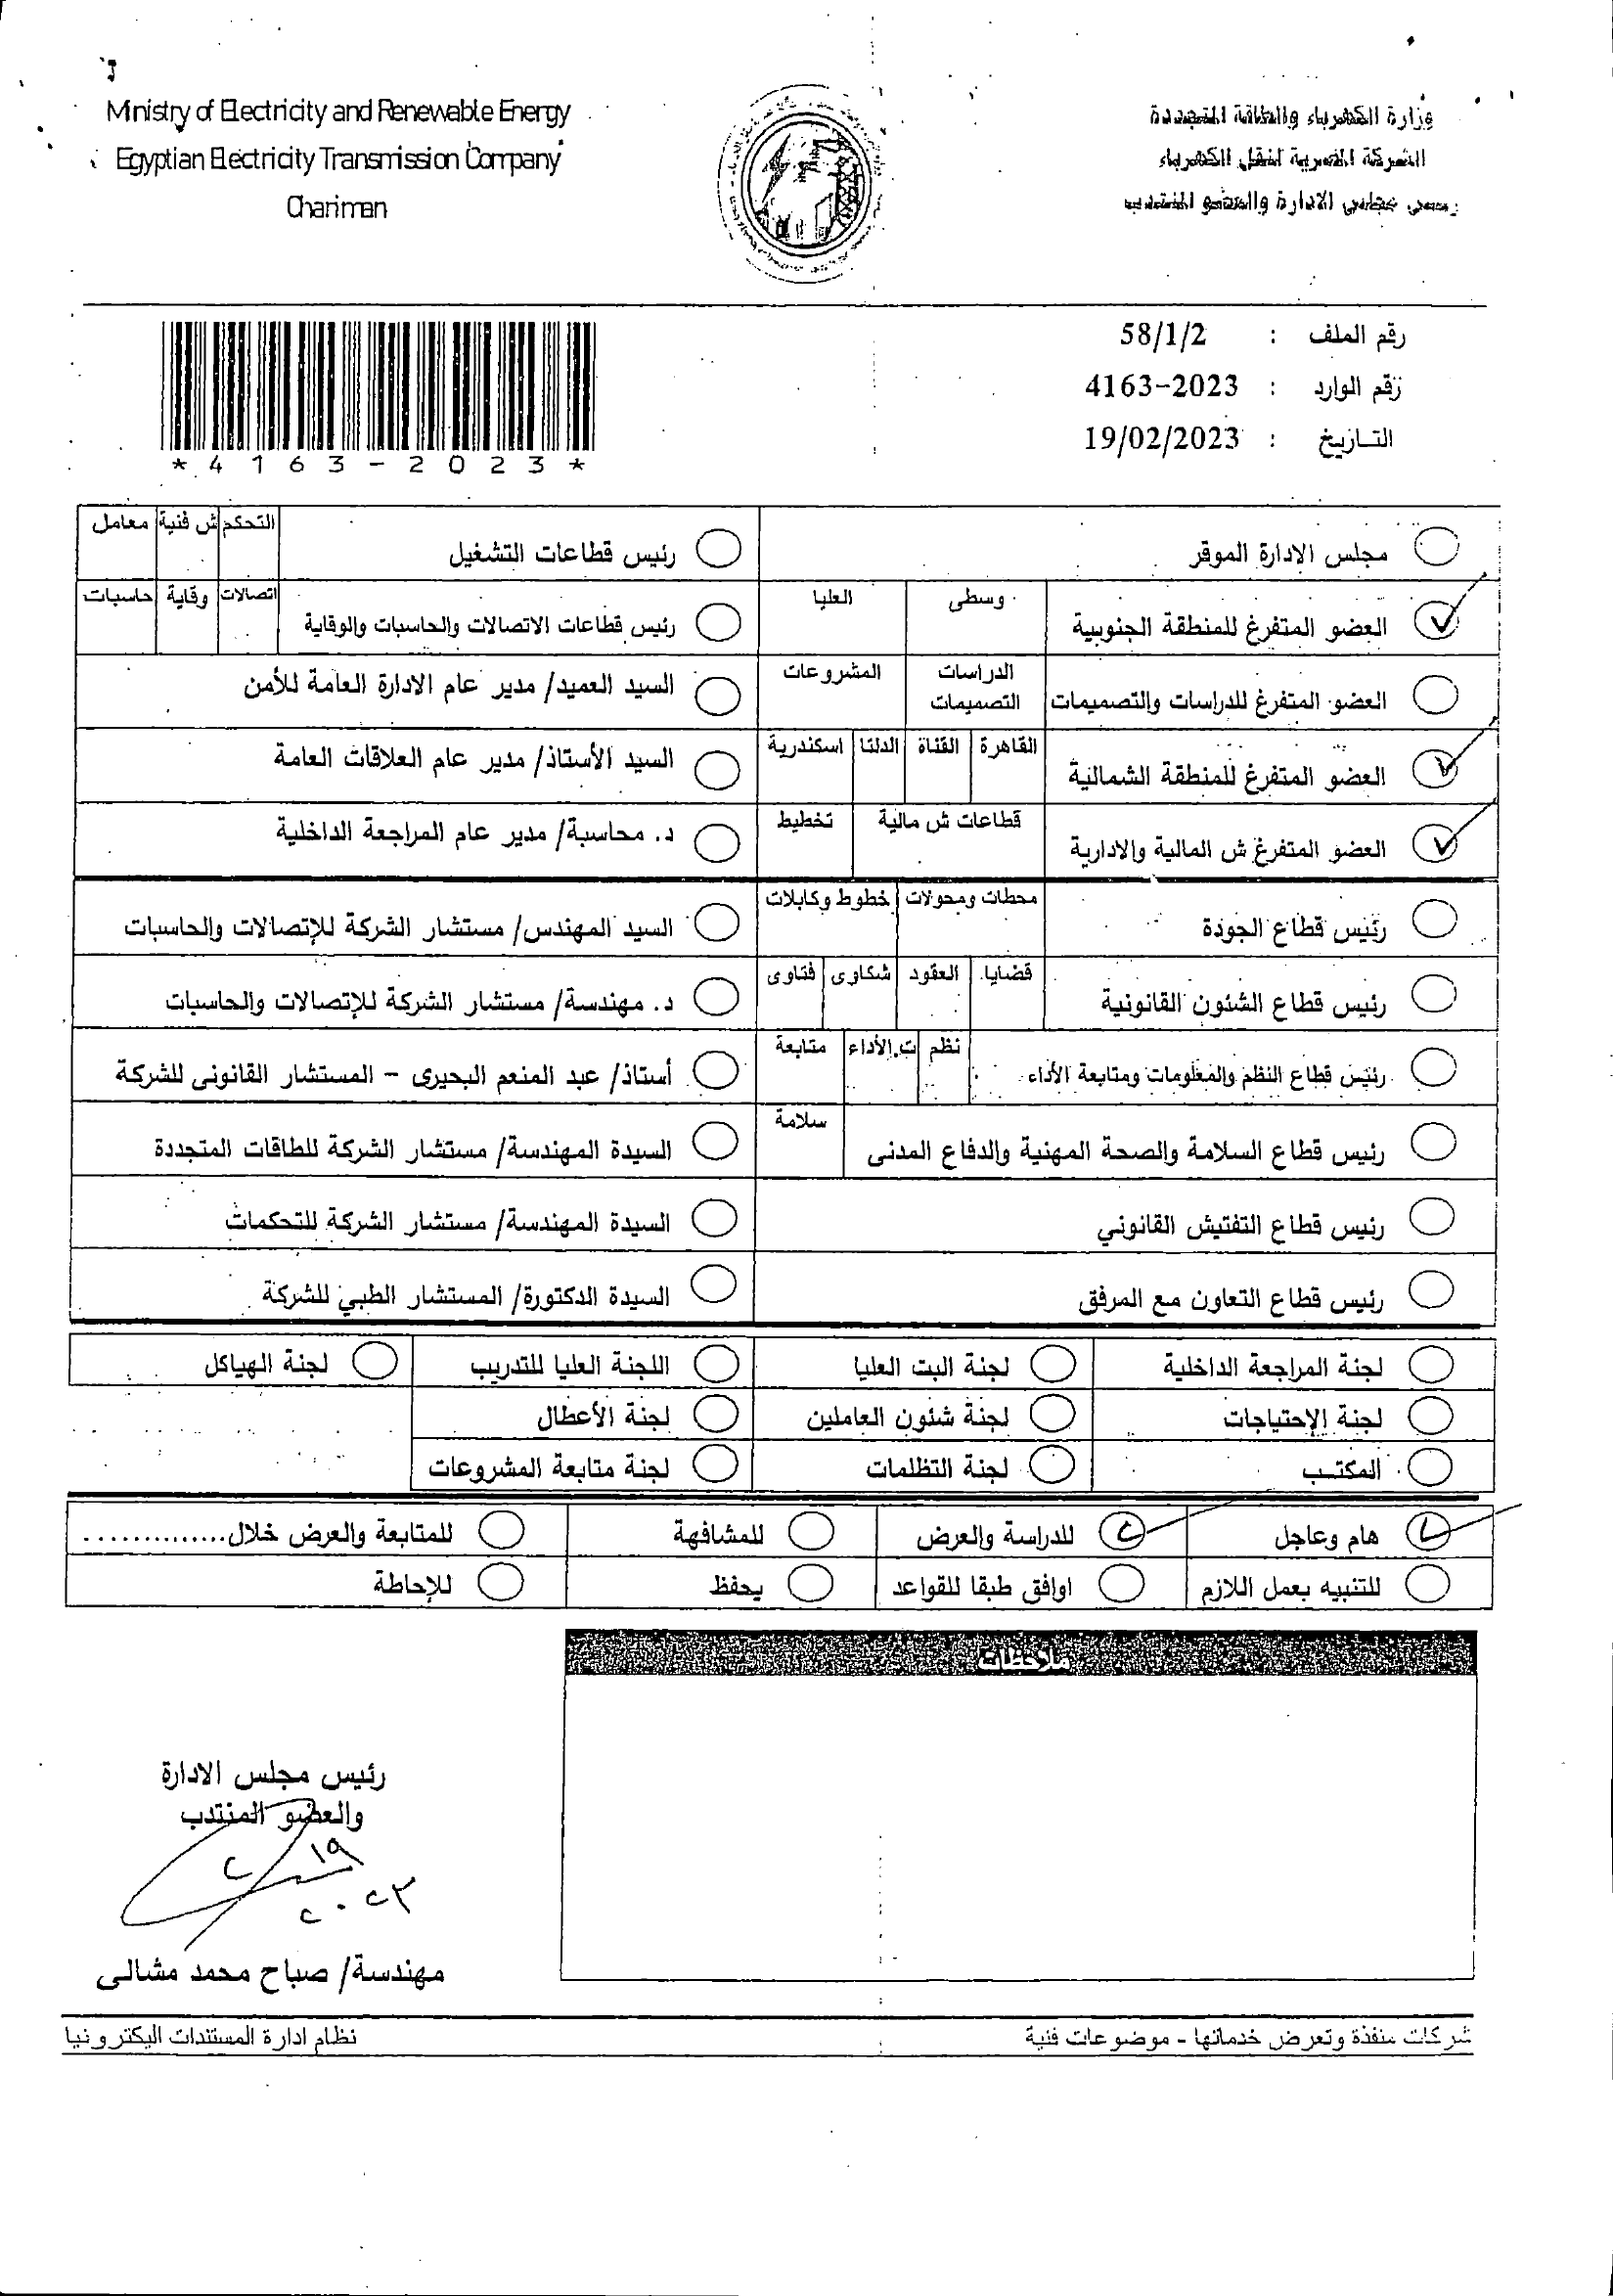 Ministry of Electricity and Renewable Energy
Egyptian Electricity Transmission Company
Chariman
وزارة الكهرباء والطاقة المتجددة
الشركة المصرية لنقل الكهرباء
رئيس مجلس الادارة والعضو المنتدب
رقم الملف : 58/1/2
رقم الوارد : 4163-2023
التاريخ : 19/02/2023
*4163-2023*
مجلس الادارة الموقر
رئيس قطاعات التشغيل
التحكم ش فنية معامل
العضو المتفرغ للمنطقة الجنوبية
وسطى العليا
رئيس قطاعات الاتصالات والحاسبات والوقاية
اتصالات وقاية حاسبات
العضو المتفرغ للدراسات والتصميمات
الدراسات التصميمات المشروعات
السيد العميد/ مدير عام الادارة العامة للأمن
العضو المتفرغ للمنطقة الشمالية
القاهرة القناة الدلتا اسكندرية
السيد الأستاذ/ مدير عام العلاقات العامة
العضو المتفرغ ش المالية والادارية
قطاعات ش مالية تخطيط
د. محاسبة/ مدير عام المراجعة الداخلية
رئيس قطاع الجودة
محطات ومحولات خطوط وكابلات
السيد المهندس/ مستشار الشركة للإتصالات والحاسبات
رئيس قطاع الشئون القانونية
قضايا العقود شكاوى فتاوى
د. مهندسة/ مستشار الشركة للإتصالات والحاسبات
رئيس قطاع النظم والمعلومات ومتابعة الأداء
نظم ت.الأداء متابعة
أستاذ/ عبد المنعم البحيرى - المستشار القانونى للشركة
رئيس قطاع السلامة والصحة المهنية والدفاع المدنى
سلامة
السيدة المهندسة/ مستشار الشركة للطاقات المتجددة
رئيس قطاع التفتيش القانوني
السيدة المهندسة/ مستشار الشركة للتحكمات
رئيس قطاع التعاون مع المرفق
السيدة الدكتورة/ المستشار الطبي للشركة
لجنة المراجعة الداخلية لجنة البت العليا اللجنة العليا للتدريب لجنة الهياكل
لجنة الإحتياجات لجنة شئون العاملين لجنة الأعطال
المكتب لجنة التظلمات لجنة متابعة المشروعات
هام وعاجل للدراسة والعرض للمشافهة للمتابعة والعرض خلال..............
للتنبيه بعمل اللازم اوافق طبقا للقواعد يحفظ للإحاطة
ملاحظات
رئيس مجلس الادارة
والعضو المنتدب
١٩
٢
٢٠٢٣
مهندسة/ صباح محمد مشالى
شركات منفذة وتعرض خدماتها - موضوعات فنية
نظام ادارة المستندات اليكترونيا